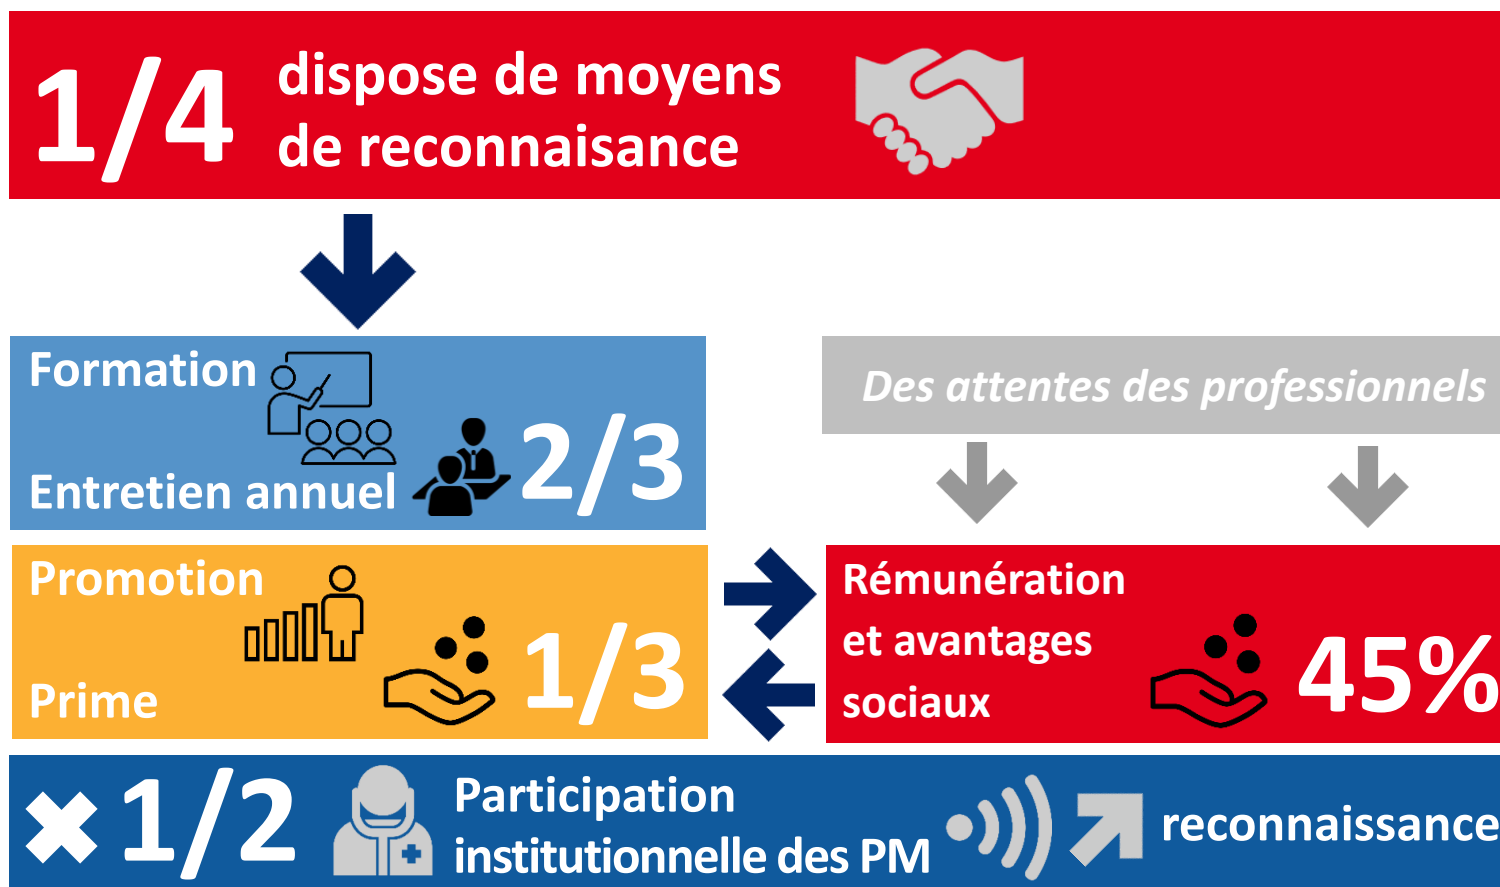 1/4
dispose de moyens
de reconnaisance
Formation
Entretien annuel
2/3
Des attentes des professionnels
Promotion
Prime
1/3
Rémunération
et avantages
sociaux
45%
✖ 1/2
Participation
institutionnelle des PM
reconnaissance